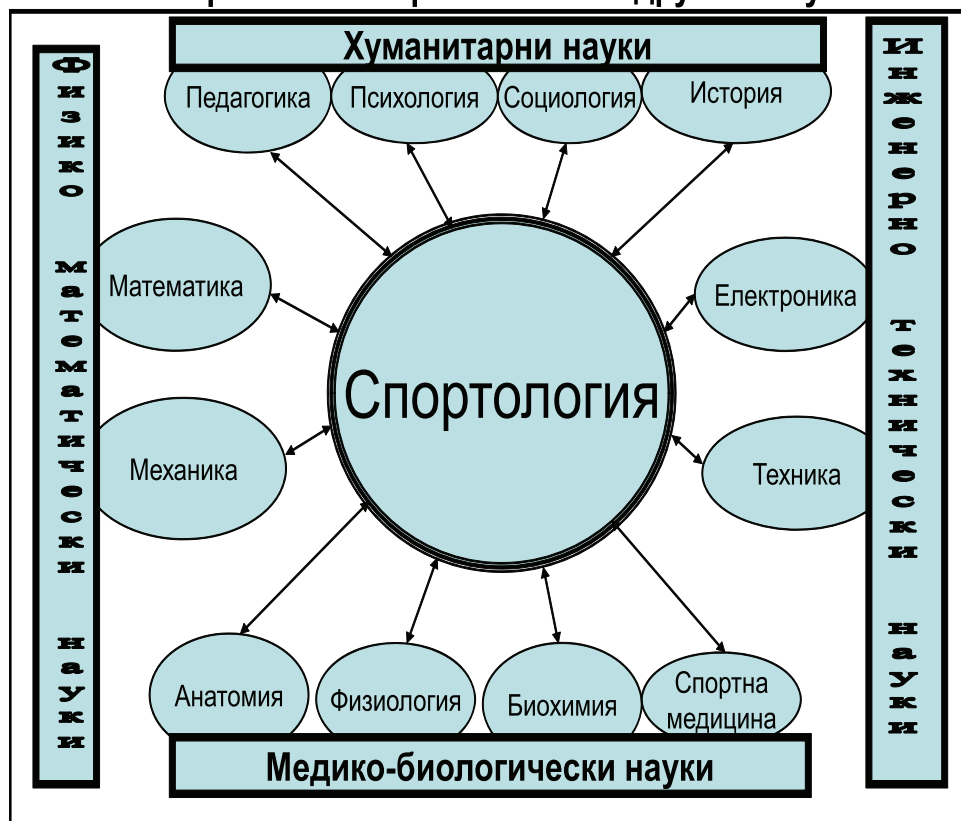 Хуманитарни науки
Педагогика
Психология
Социология
История
Физико математически науки
Инженерно технически науки
Математика
Електроника
Спортология
Механика
Техника
Анатомия
Физиология
Биохимия
Спортна
медицина
Медико-биологически науки